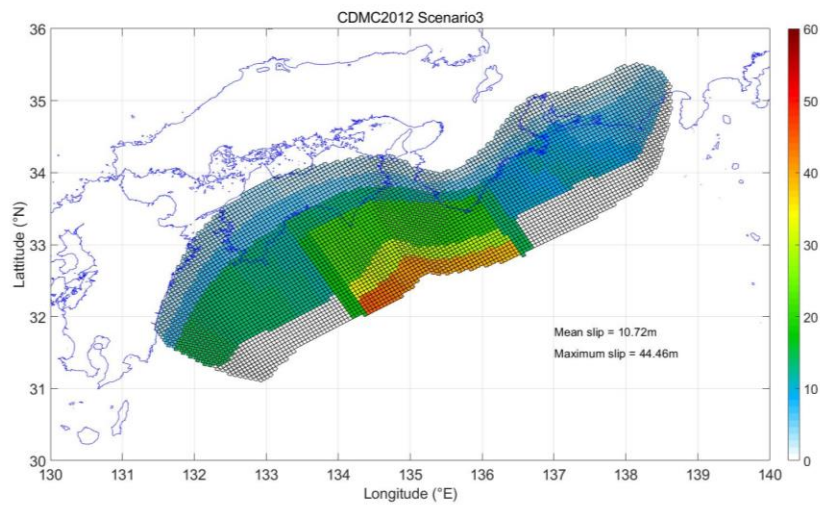 CDMC2012 Scenario3
36
35
34
33
32
31
30
Lattitude (°N)
Mean slip = 10.72m
Maximum slip = 44.46m
130 131 132 133 134 135 136 137 138 139 140
Longitude (°E)
60
50
40
30
20
10
0